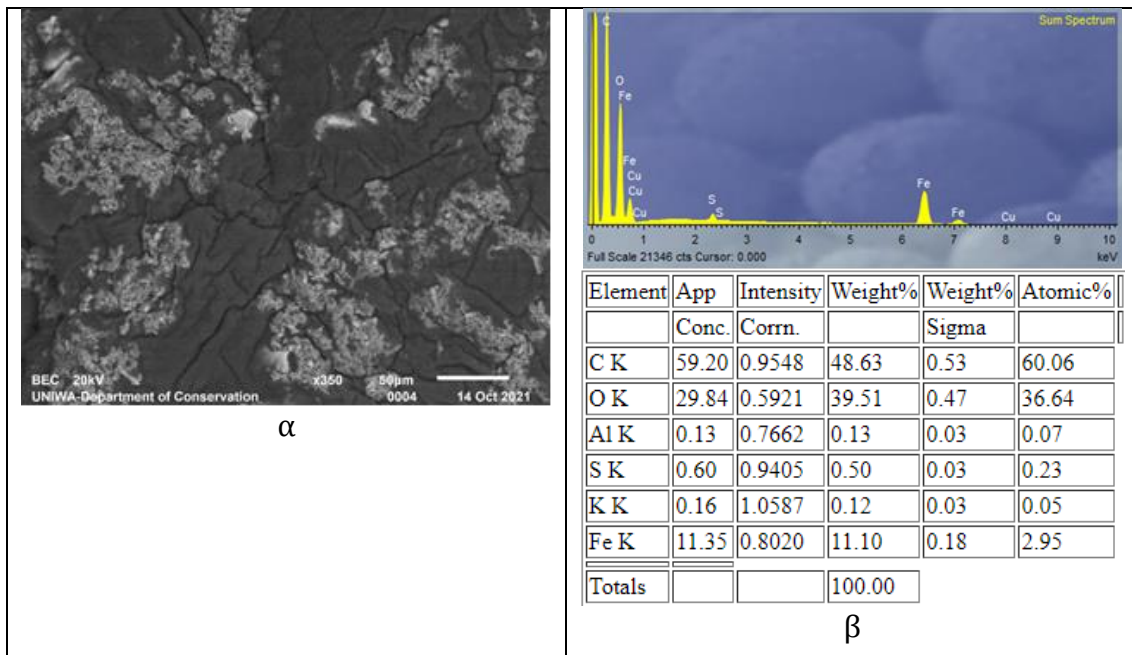 BEC 20kV x350 50µm
UNIWA-Department of Conservation 0004 14 Oct 2021
α
Sum Spectrum
C
O
Fe
Fe
Cu
Cu
Cu
S
S
Fe
Fe
Cu
Cu
0 1 2 3 4 5 6 7 8 9 10
Full Scale 21346 cts Cursor: 0.000 keV
Element App Intensity Weight% Weight% Atomic%
Conc. Corrn. Sigma
C K 59.20 0.9548 48.63 0.53 60.06
O K 29.84 0.5921 39.51 0.47 36.64
Al K 0.13 0.7662 0.13 0.03 0.07
S K 0.60 0.9405 0.50 0.03 0.23
K K 0.16 1.0587 0.12 0.03 0.05
Fe K 11.35 0.8020 11.10 0.18 2.95
Totals 100.00
β